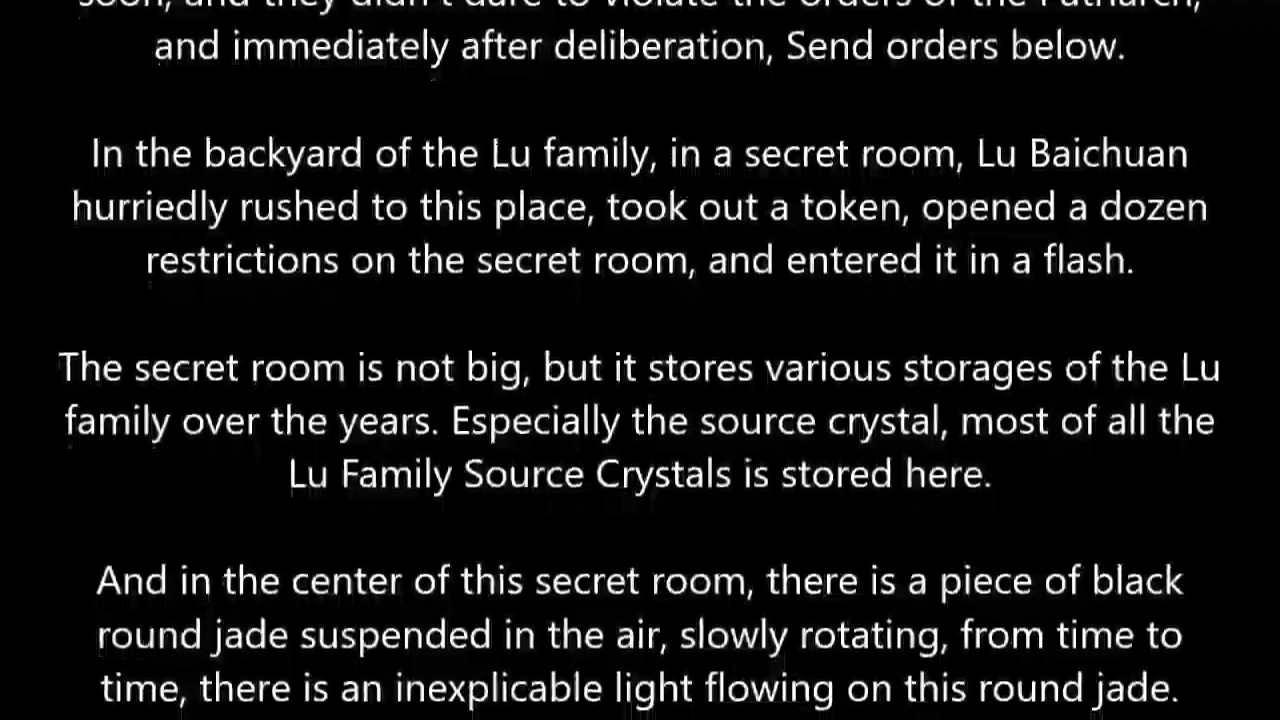 soon, and they didn't dare to violate the orders of the Patriarch,
and immediately after deliberation, Send orders below.
In the backyard of the Lu family, in a secret room, Lu Baichuan
hurriedly rushed to this place, took out a token, opened a dozen
restrictions on the secret room, and entered it in a flash.
The secret room is not big, but it stores various storages of the Lu
family over the years. Especially the source crystal, most of all the
Lu Family Source Crystals is stored here.
And in the center of this secret room, there is a piece of black
round jade suspended in the air, slowly rotating, from time to
time, there is an inexplicable light flowing on this round jade.